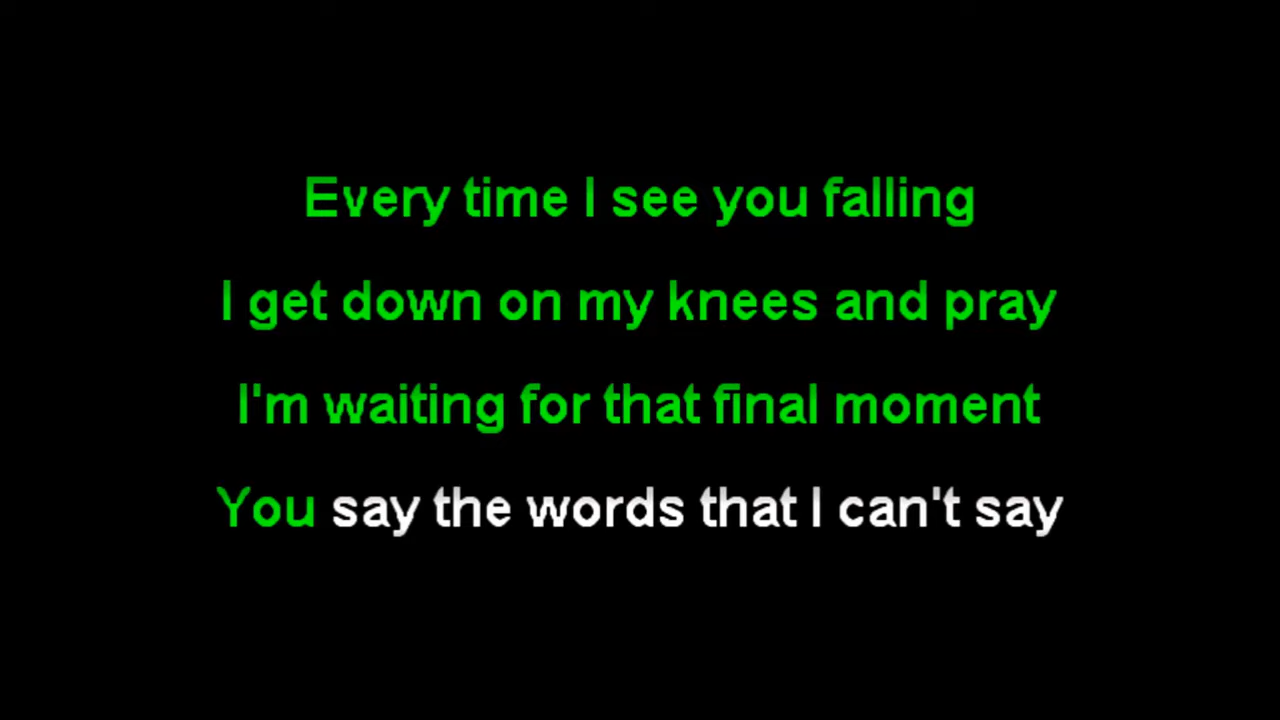 Every time I see you falling
I get down on my knees and pray
I'm waiting for that final moment
You say the words that I can't say